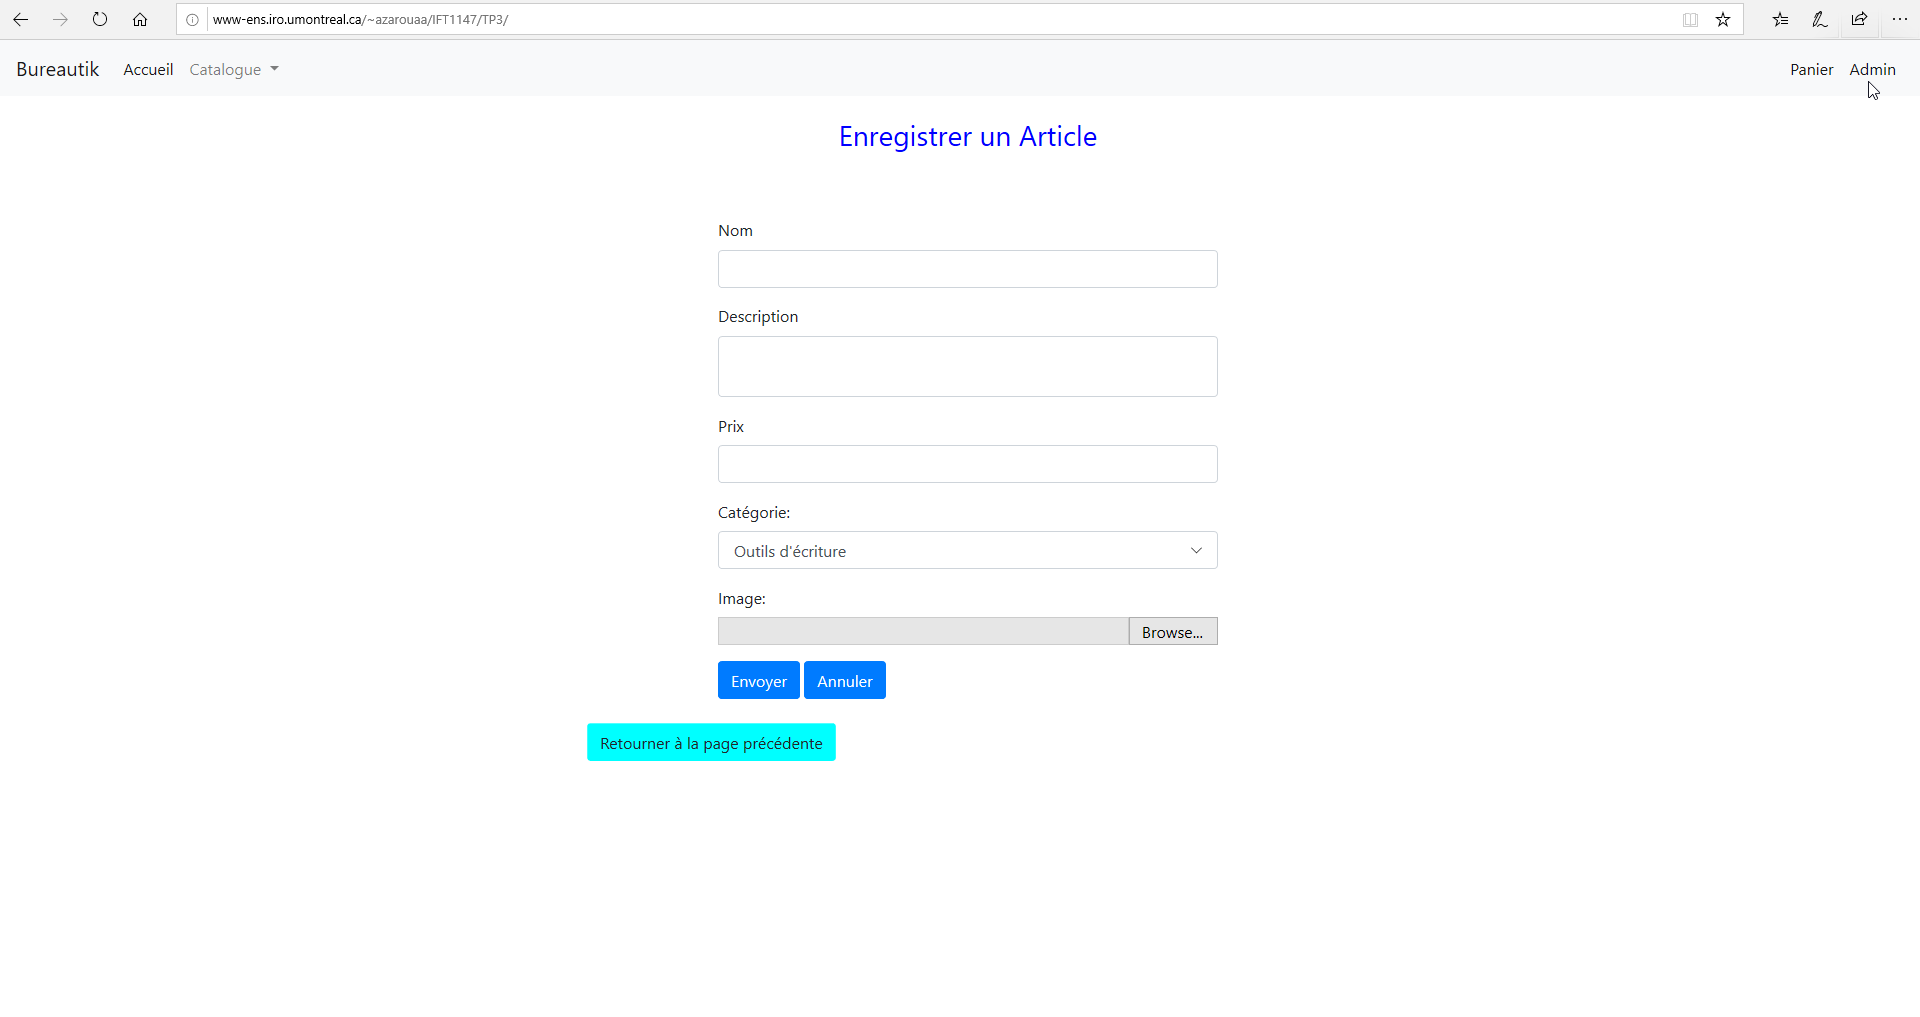 www-ens.iro.umontreal.ca/~azarouaa/IFT1147/TP3/
Bureautik Accueil Catalogue Panier Admin
Enregistrer un Article
Nom
Description
Prix
Catégorie:
Outils d'écriture
Image:
Browse...
Envoyer Annuler
Retourner à la page précédente